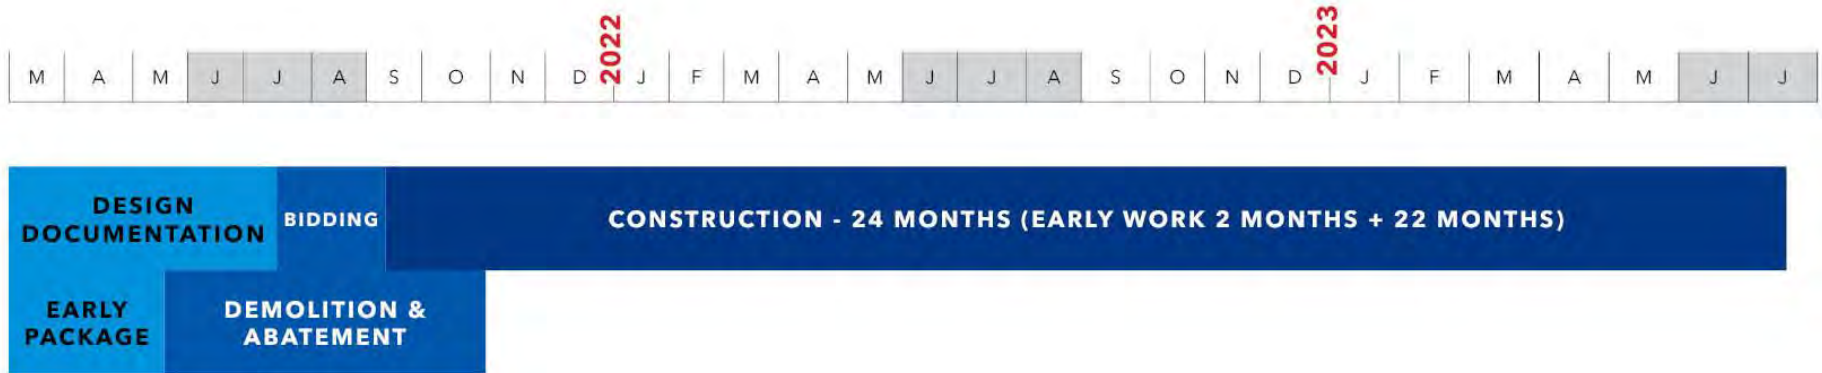 2022
2023
M A M J J A S O N D J F M A M J J A S O N D J F M A M J J
DESIGN
DOCUMENTATION
BIDDING
CONSTRUCTION - 24 MONTHS (EARLY WORK 2 MONTHS + 22 MONTHS)
EARLY
PACKAGE
DEMOLITION &
ABATEMENT